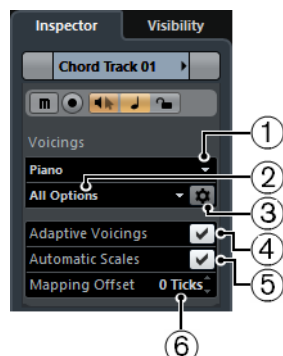 Inspector Visibility
Chord Track 01
m
Voicings
Piano
All Options
Adaptive Voicings
Automatic Scales
Mapping Offset 0 Ticks
1
2
3
4
5
6